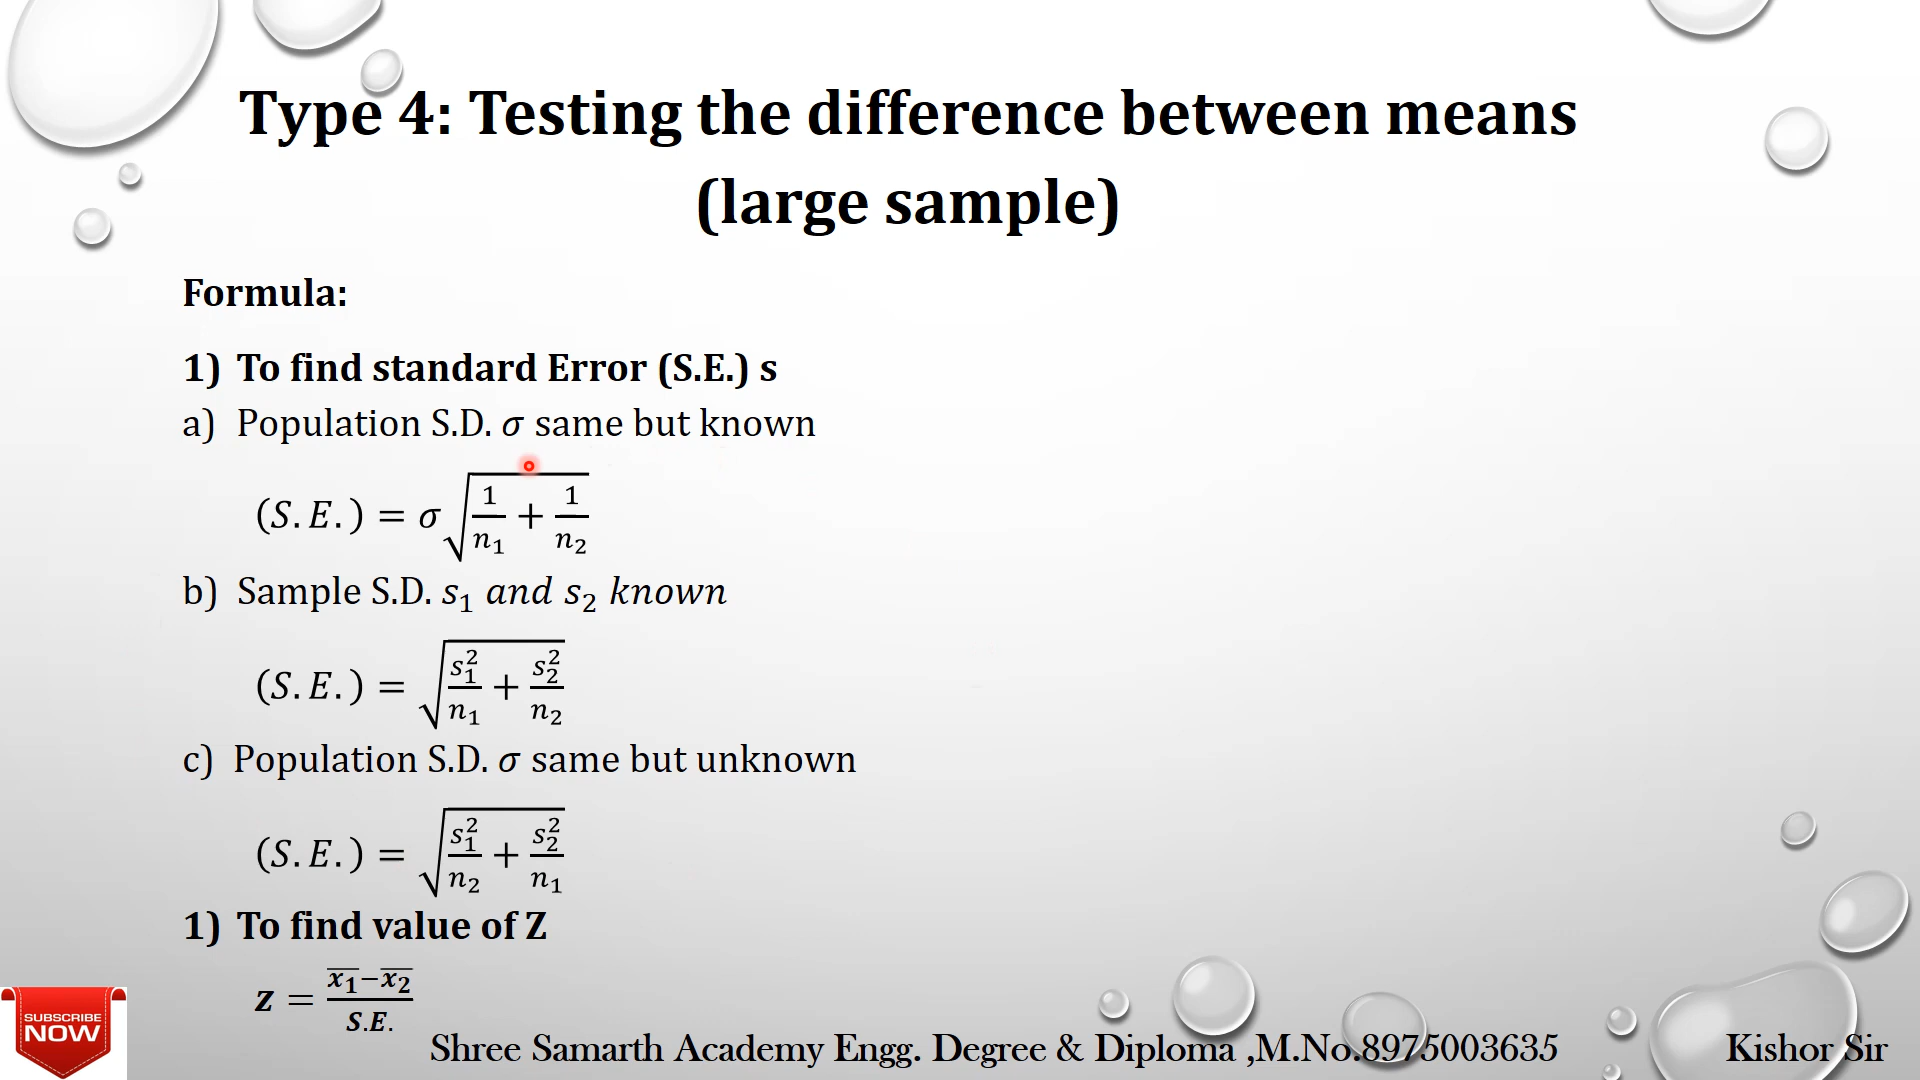 Type 4: Testing the difference between means
(large sample)
Formula:
1) To find standard Error (S.E.) s
a) Population S.D. σ same but known
(S.E.) = σ√(1/n₁ + 1/n₂)
b) Sample S.D. s₁ and s₂ known
(S.E.) = √(s₁²/n₁ + s₂²/n₂)
c) Population S.D. σ same but unknown
(S.E.) = √(s₁²/n₂ + s₂²/n₁)
1) To find value of Z
z = (x̅₁−x̅₂)/S.E.
SUBSCRIBE
NOW
Shree Samarth Academy Engg. Degree & Diploma ,M.No.8975003635 Kishor Sir